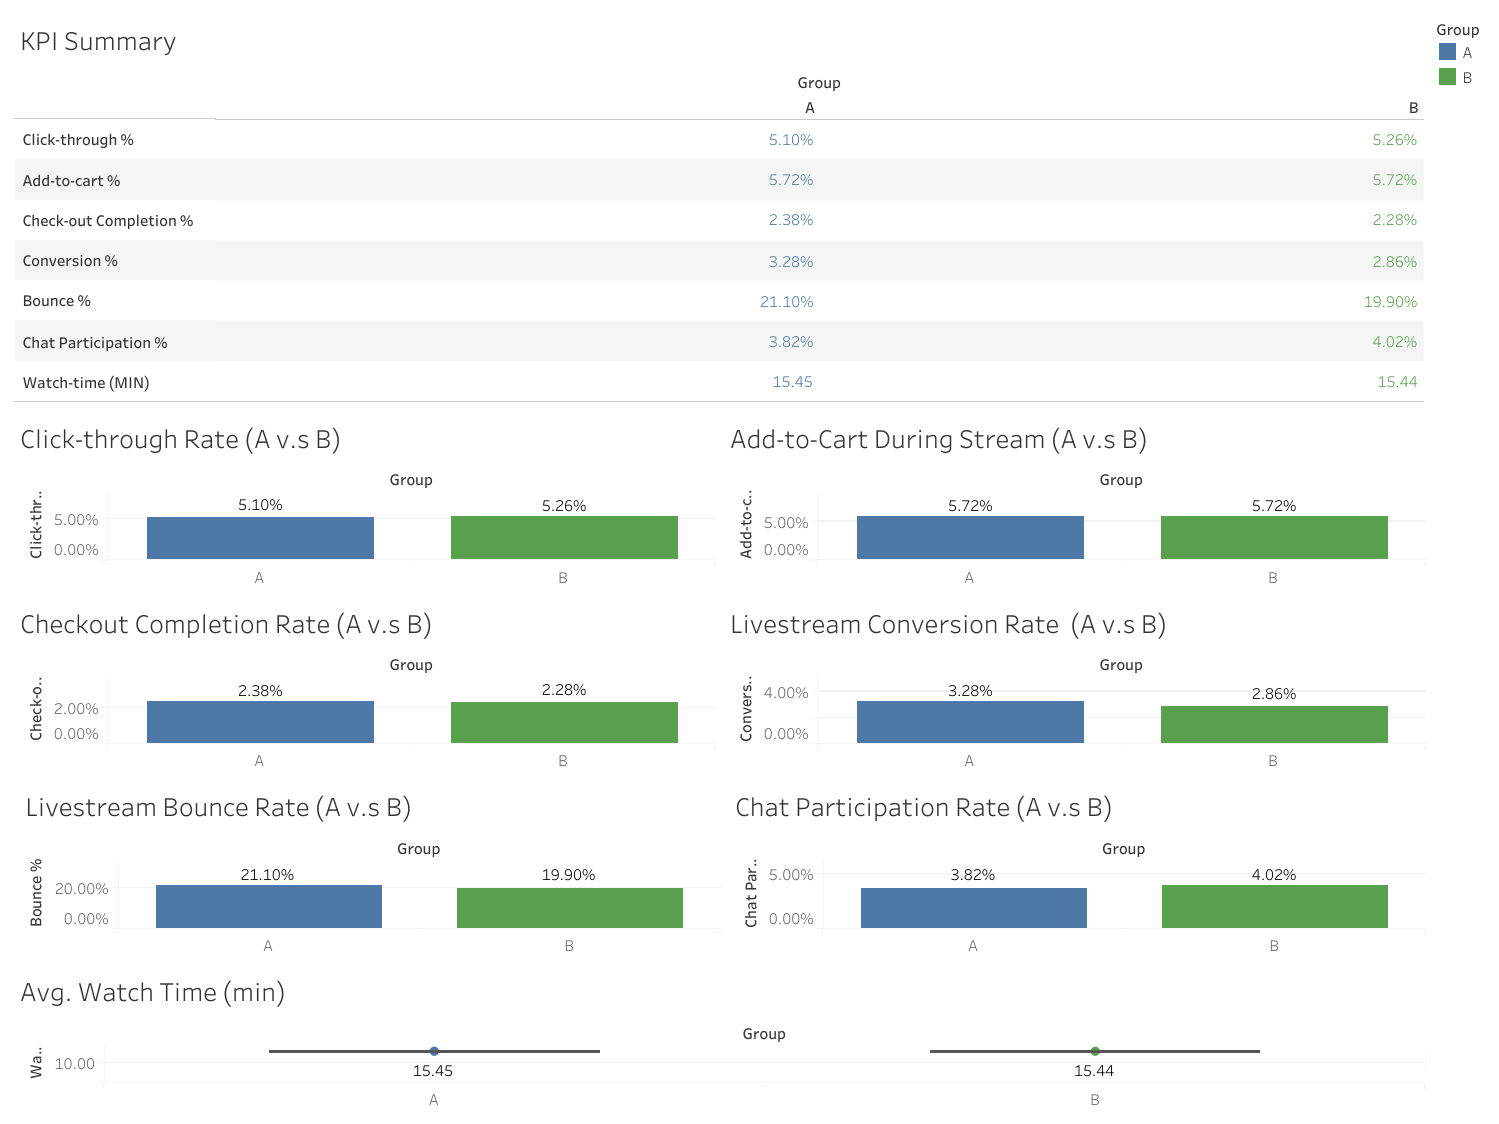 KPI Summary
Group
A
B
Group
A B
Click-through % 5.10% 5.26%
Add-to-cart % 5.72% 5.72%
Check-out Completion % 2.38% 2.28%
Conversion % 3.28% 2.86%
Bounce % 21.10% 19.90%
Chat Participation % 3.82% 4.02%
Watch-time (MIN) 15.45 15.44
Click-through Rate (A v.s B)
Group
Click-thr..
5.00%
0.00%
5.10% 5.26%
A B
Add-to-Cart During Stream (A v.s B)
Group
Add-to-c..
5.00%
0.00%
5.72% 5.72%
A B
Checkout Completion Rate (A v.s B)
Group
Check-o..
2.00%
0.00%
2.38% 2.28%
A B
Livestream Conversion Rate  (A v.s B)
Group
Convers..
4.00%
0.00%
3.28% 2.86%
A B
Livestream Bounce Rate (A v.s B)
Group
Bounce %
20.00%
0.00%
21.10% 19.90%
A B
Chat Participation Rate (A v.s B)
Group
Chat Par..
5.00%
0.00%
3.82% 4.02%
A B
Avg. Watch Time (min)
Group
Wa..
10.00
15.45 15.44
A B